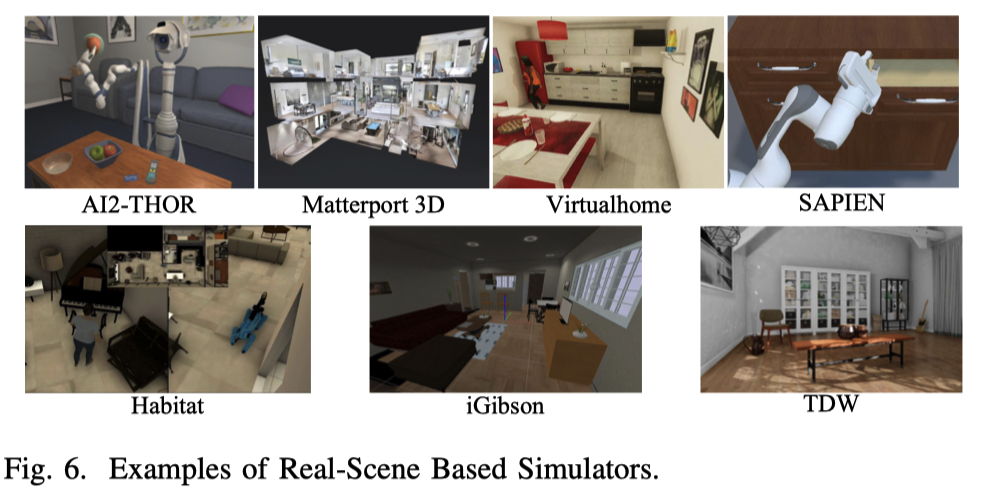 AI2-THOR Matterport 3D Virtualhome SAPIEN
Habitat iGibson TDW
Fig. 6. Examples of Real-Scene Based Simulators.